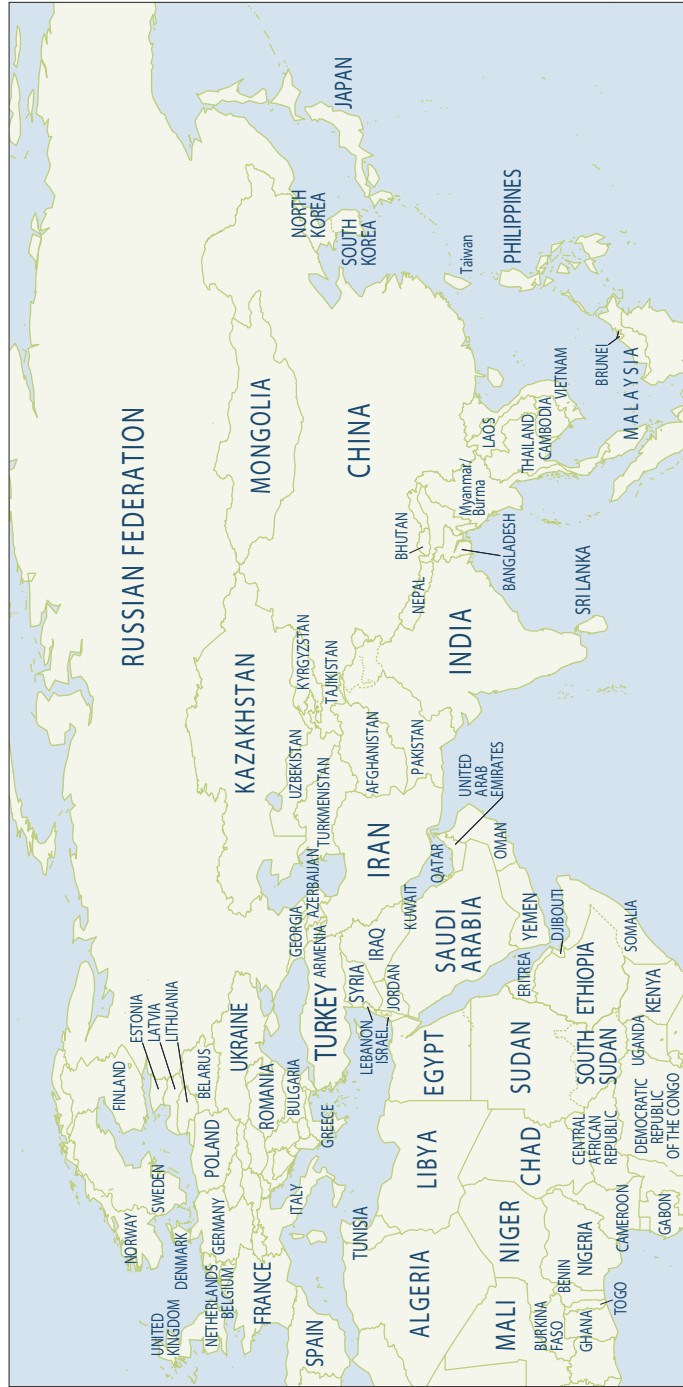 RUSSIAN FEDERATION
NORWAY
SWEDEN
FINLAND
ESTONIA
LATVIA
LITHUANIA
UNITED
KINGDOM
DENMARK
NETHERLANDS
BELGIUM
GERMANY
POLAND
BELARUS
UKRAINE
FRANCE
ROMANIA
BULGARIA
ITALY
GREECE
SPAIN
KAZAKHSTAN
MONGOLIA
GEORGIA
ARMENIA
AZERBAIJAN
UZBEKISTAN
TURKMENISTAN
KYRGYZSTAN
TAJIKISTAN
NORTH
KOREA
SOUTH
KOREA
JAPAN
CHINA
TURKEY
SYRIA
LEBANON
ISRAEL
JORDAN
IRAQ
IRAN
KUWAIT
AFGHANISTAN
PAKISTAN
NEPAL
BHUTAN
INDIA
BANGLADESH
Myanmar/
Burma
LAOS
THAILAND
CAMBODIA
VIETNAM
Taiwan
PHILIPPINES
BRUNEI
MALAYSIA
SRI LANKA
TUNISIA
ALGERIA
LIBYA
EGYPT
SAUDI
ARABIA
QATAR
UNITED
ARAB
EMIRATES
OMAN
YEMEN
MALI
NIGER
CHAD
SUDAN
ERITREA
DJIBOUTI
BURKINA
FASO
BENIN
GHANA
TOGO
NIGERIA
CAMEROON
CENTRAL
AFRICAN
REPUBLIC
SOUTH
SUDAN
ETHIOPIA
SOMALIA
GABON
DEMOCRATIC
REPUBLIC
OF THE CONGO
UGANDA
KENYA